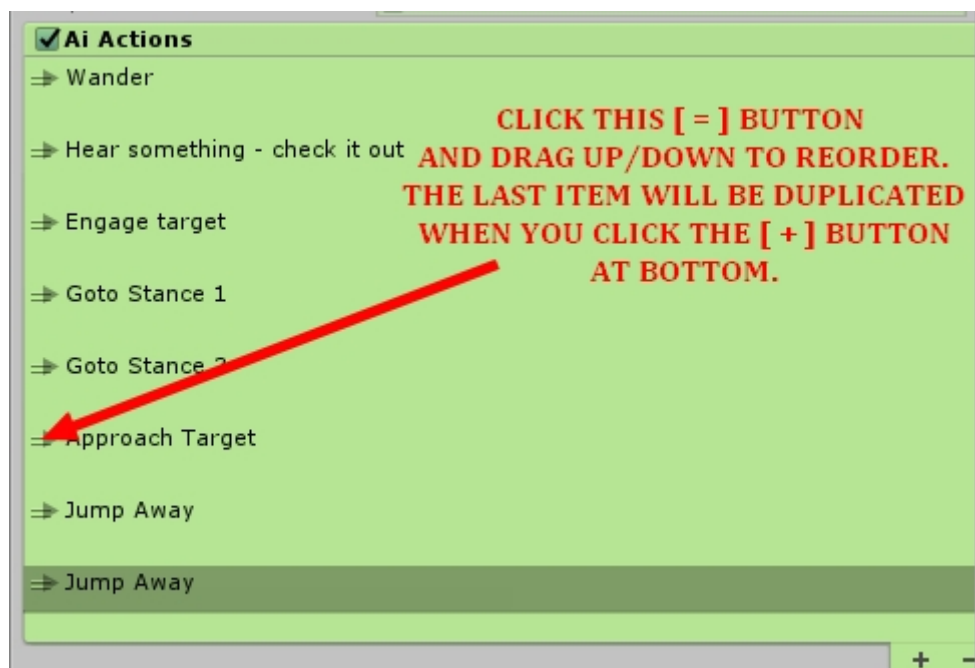 Ai Actions
Wander
Hear something - check it out
Engage target
Goto Stance 1
Goto Stance
Approach Target
Jump Away
Jump Away
CLICK THIS [ = ] BUTTON
AND DRAG UP/DOWN TO REORDER.
THE LAST ITEM WILL BE DUPLICATED
WHEN YOU CLICK THE [ + ] BUTTON
AT BOTTOM.
+ -